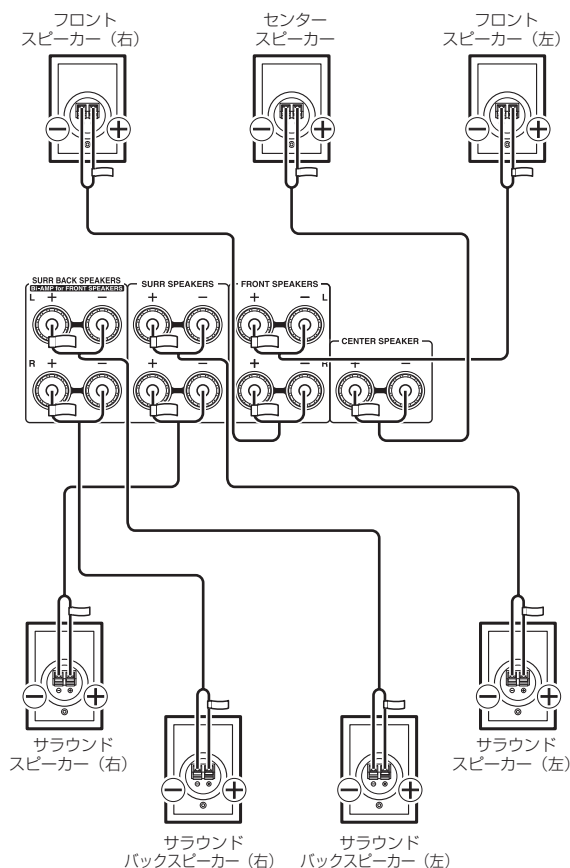 フロント
スピーカー（右）
センター
スピーカー
フロント
スピーカー（左）
SURR BACK SPEAKERS
Bi-AMP for FRONT SPEAKERS
SURR SPEAKERS
FRONT SPEAKERS
L + − + − + − L
CENTER SPEAKER
R + − + − + − R + −
サラウンド
スピーカー（右）
サラウンド
スピーカー（左）
サラウンド
バックスピーカー（右）
サラウンド
バックスピーカー（左）